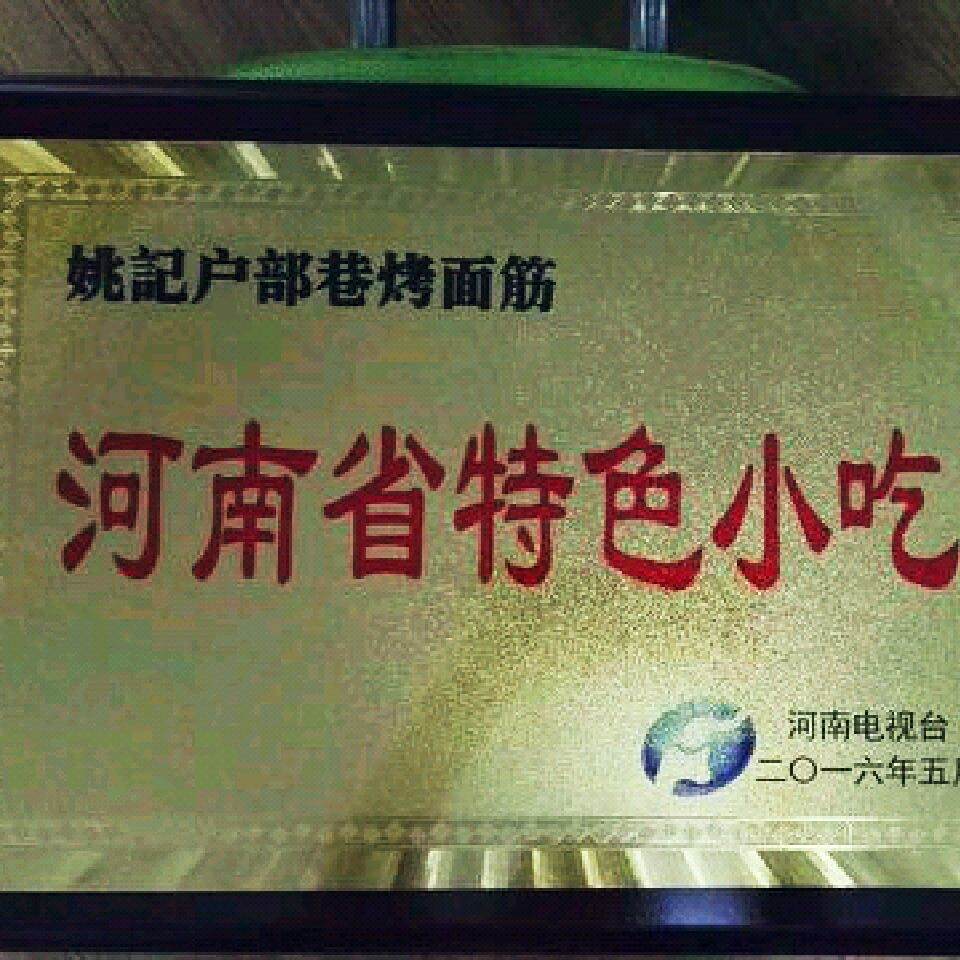 姚記户部巷烤面筋
河南省特色小吃
河南电视台
二〇一六年五月